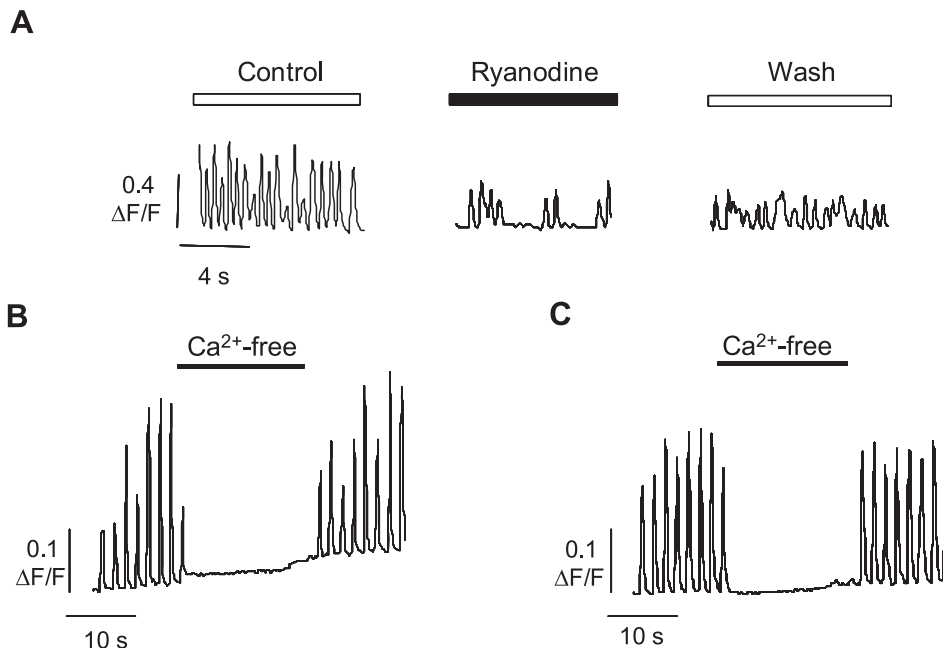 A
Control
Ryanodine
Wash
0.4
ΔF/F
4 s
B
Ca²⁺-free
0.1
ΔF/F
10 s
C
Ca²⁺-free
0.1
ΔF/F
10 s